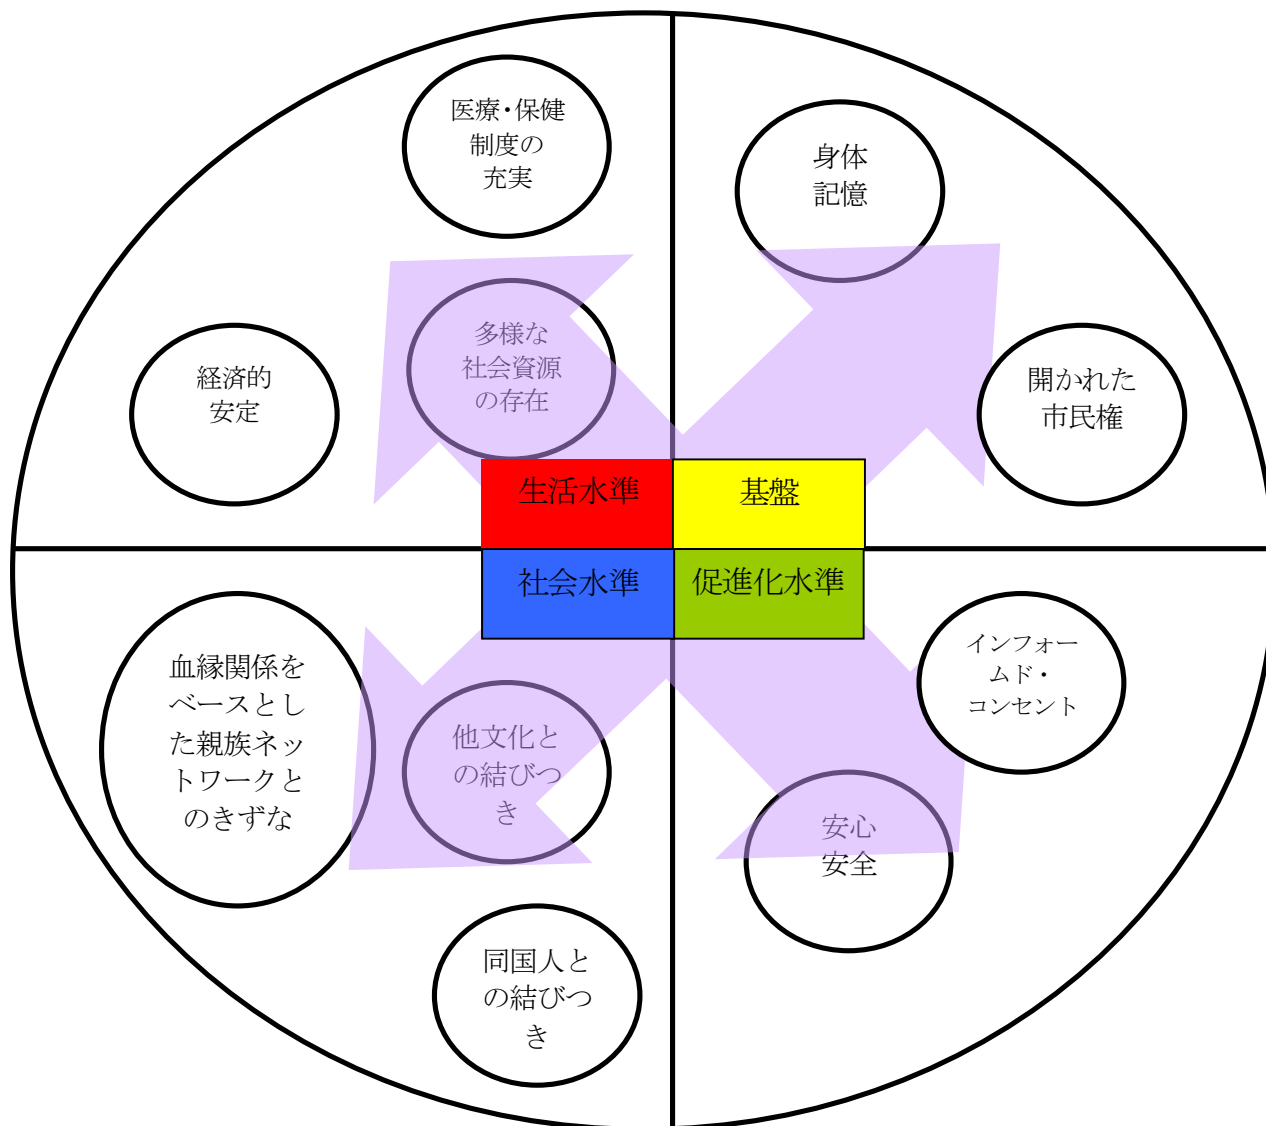 医療・保健
制度の
充実
身体
記憶
多様な
社会資源
の存在
経済的
安定
開かれた
市民権
生活水準
基盤
社会水準
促進化水準
血縁関係を
ベースとし
た親族ネッ
トワークと
のきずな
他文化と
の結びつ
き
インフォー
ムド・
コンセント
安心
安全
同国人と
の結びつ
き